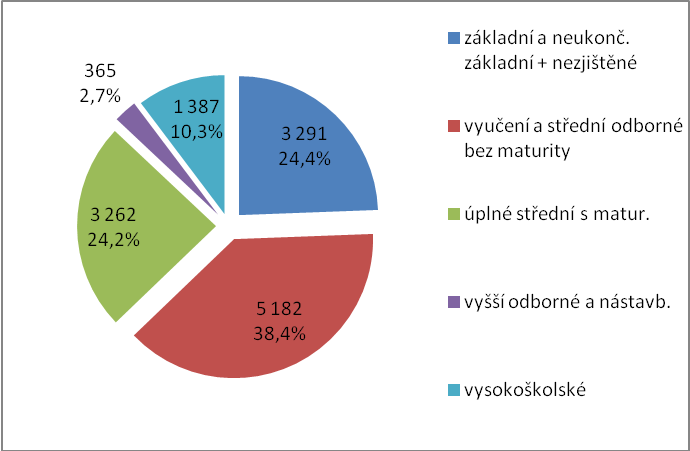 365
2,7%
1 387
10,3%
3 291
24,4%
3 262
24,2%
5 182
38,4%
základní a neukonč.
základní + nezjištěné
vyučení a střední odborné
bez maturity
úplné střední s matur.
vyšší odborné a nástavb.
vysokoškolské